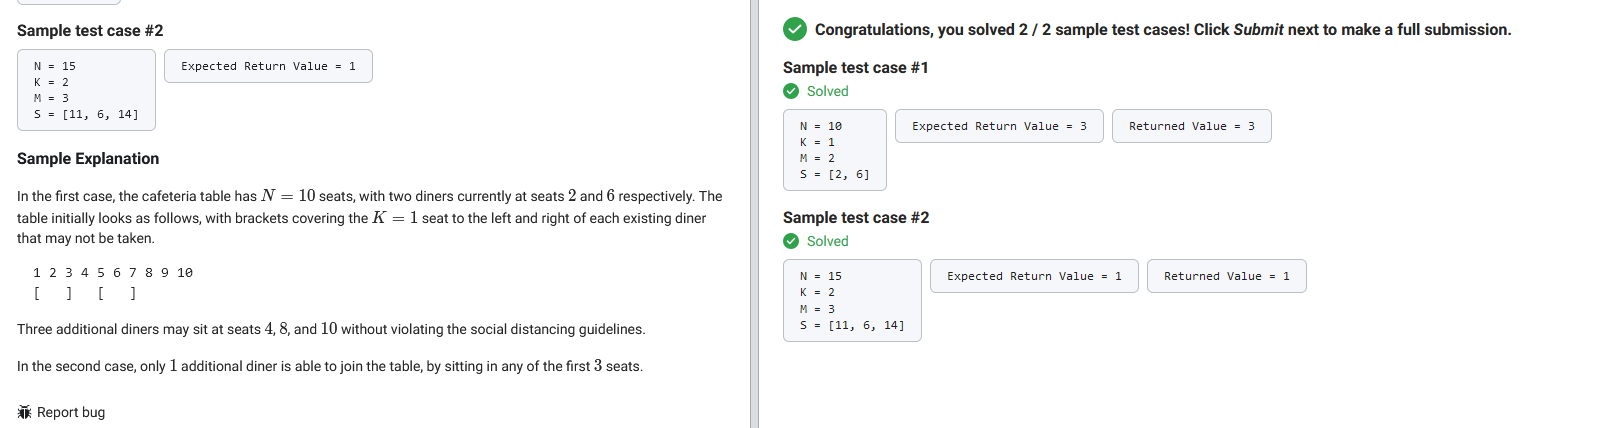 Sample test case #2
N = 15
K = 2
M = 3
S = [11, 6, 14]
Expected Return Value = 1
Sample Explanation
In the first case, the cafeteria table has N = 10 seats, with two diners currently at seats 2 and 6 respectively. The
table initially looks as follows, with brackets covering the K = 1 seat to the left and right of each existing diner
that may not be taken.
1 2 3 4 5 6 7 8 9 10
[   ]   [   ]
Three additional diners may sit at seats 4, 8, and 10 without violating the social distancing guidelines.
In the second case, only 1 additional diner is able to join the table, by sitting in any of the first 3 seats.
Report bug
Congratulations, you solved 2 / 2 sample test cases! Click Submit next to make a full submission.
Sample test case #1
Solved
N = 10
K = 1
M = 2
S = [2, 6]
Expected Return Value = 3
Returned Value = 3
Sample test case #2
Solved
N = 15
K = 2
M = 3
S = [11, 6, 14]
Expected Return Value = 1
Returned Value = 1